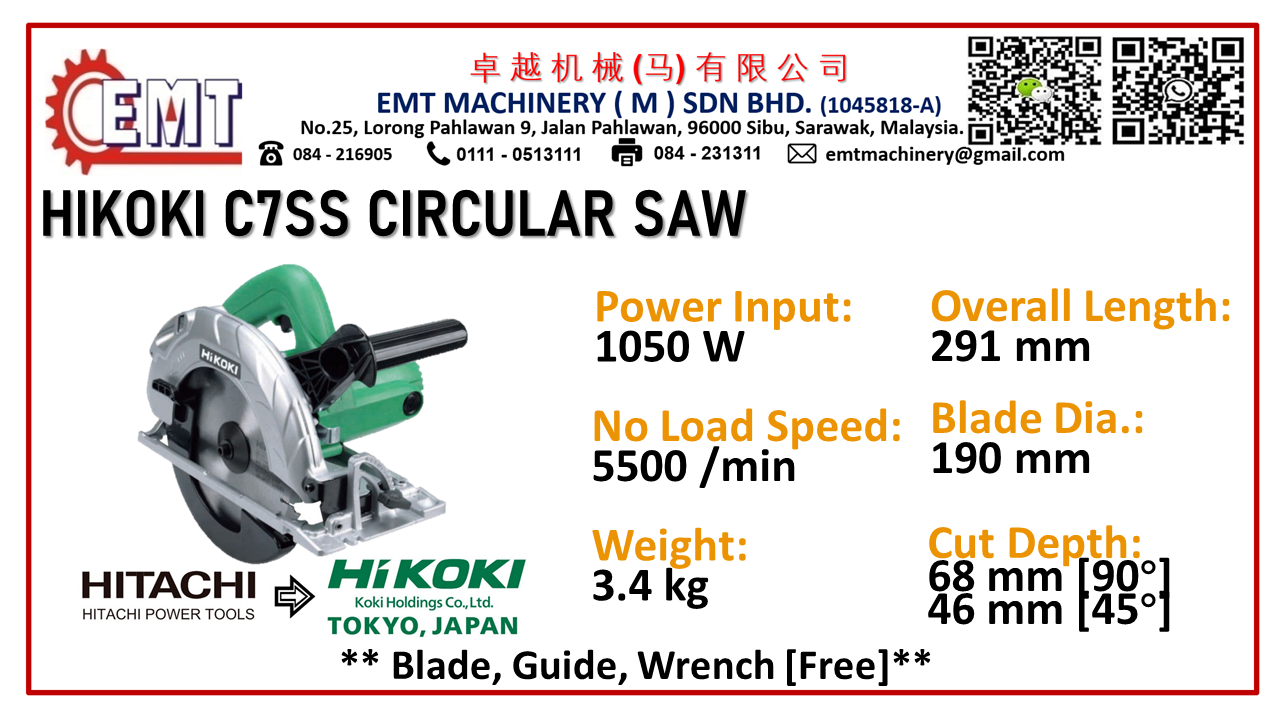 EMT
卓越机械(马)有限公司
EMT MACHINERY ( M ) SDN BHD. (1045818-A)
No.25, Lorong Pahlawan 9, Jalan Pahlawan, 96000 Sibu, Sarawak, Malaysia.
084 - 216905 0111 - 0513111 084 - 231311 emtmachinery@gmail.com
HIKOKI C7SS CIRCULAR SAW
HiKOKI
Power Input:
1050 W
Overall Length:
291 mm
No Load Speed:
5500 /min
Blade Dia.:
190 mm
Weight:
3.4 kg
Cut Depth:
68 mm [90°]
46 mm [45°]
HITACHI
HITACHI POWER TOOLS
HiKOKI
Koki Holdings Co.,Ltd.
TOKYO, JAPAN
** Blade, Guide, Wrench [Free]**